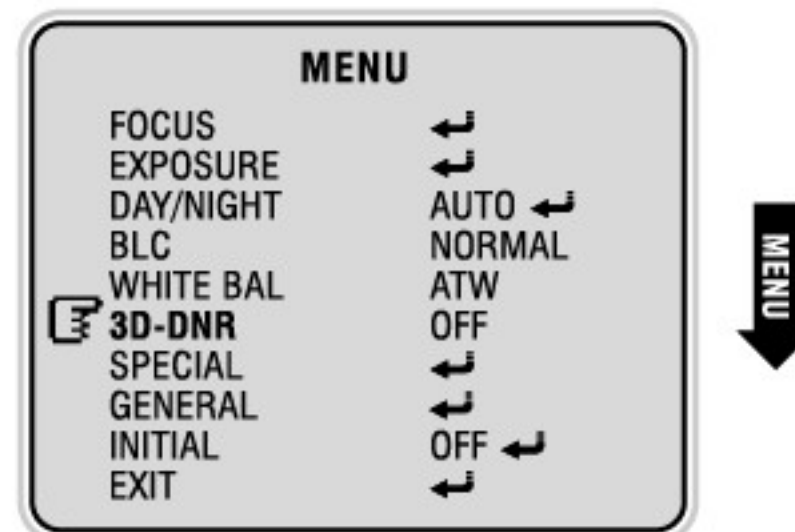 MENU
FOCUS ↵
EXPOSURE ↵
DAY/NIGHT AUTO ↵
BLC NORMAL
WHITE BAL ATW
3D-DNR OFF
SPECIAL ↵
GENERAL ↵
INITIAL OFF ↵
EXIT ↵
MENU